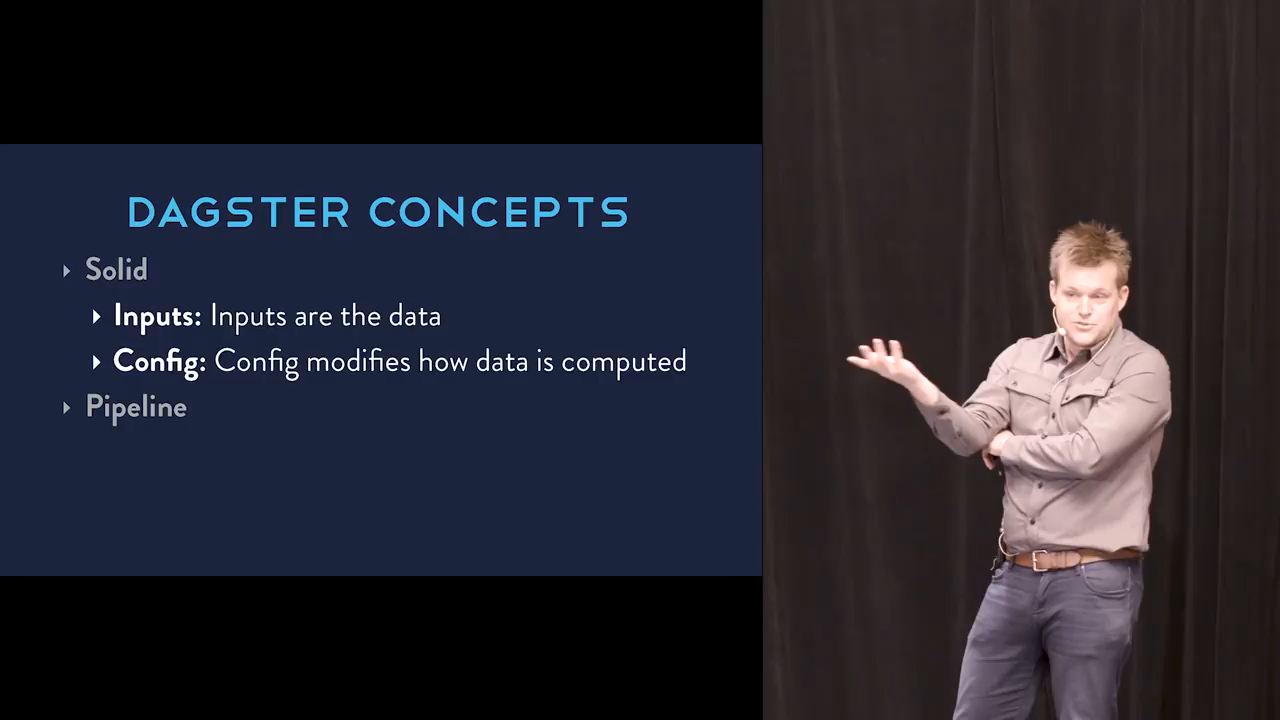 DAGSTER CONCEPTS
Solid
Inputs: Inputs are the data
Config: Config modifies how data is computed
Pipeline